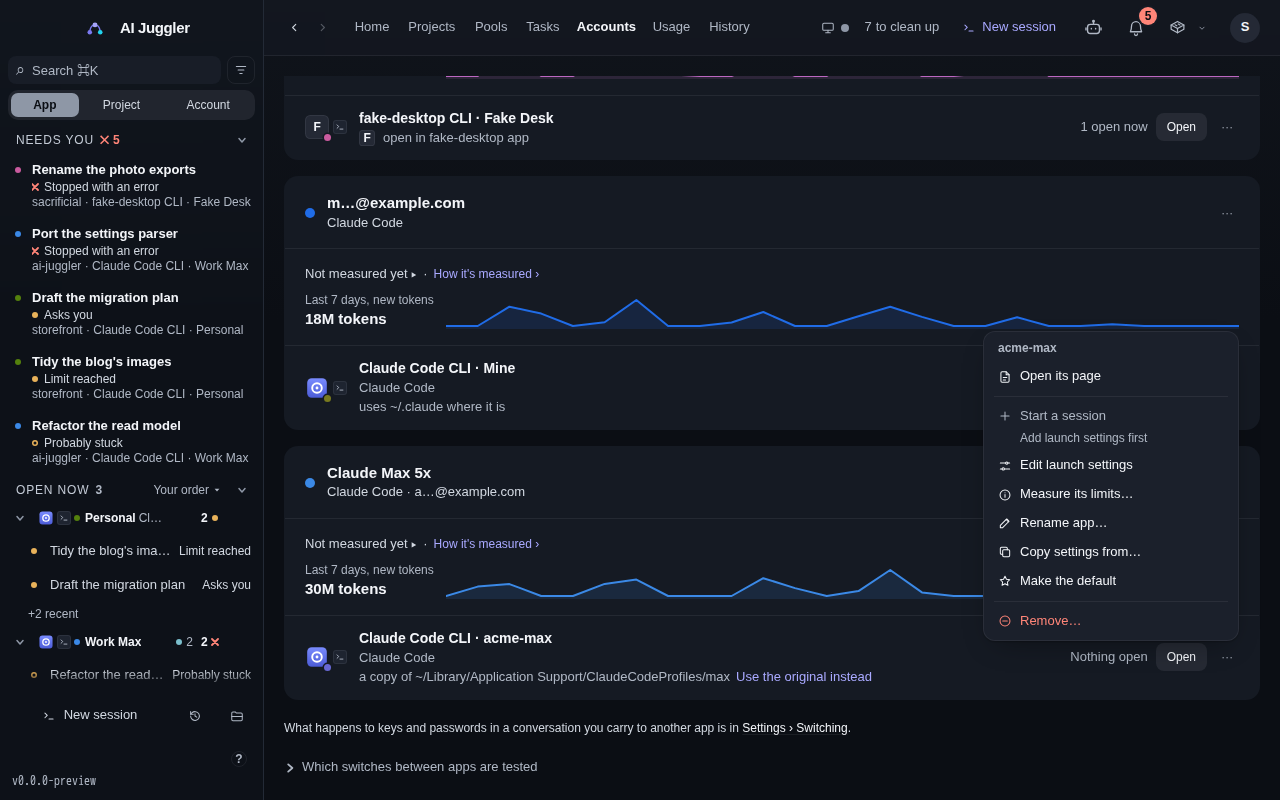 AI Juggler
Search ⌘K
App Project Account
NEEDS YOU 5
Rename the photo exports
Stopped with an error
sacrificial · fake-desktop CLI · Fake Desk
Port the settings parser
Stopped with an error
ai-juggler · Claude Code CLI · Work Max
Draft the migration plan
Asks you
storefront · Claude Code CLI · Personal
Tidy the blog's images
Limit reached
storefront · Claude Code CLI · Personal
Refactor the read model
Probably stuck
ai-juggler · Claude Code CLI · Work Max
OPEN NOW 3 Your order
Personal Cl… 2
Tidy the blog's ima… Limit reached
Draft the migration plan Asks you
+2 recent
Work Max 2 2
Refactor the read… Probably stuck
New session
?
v0.0.0-preview
Home Projects Pools Tasks Accounts Usage History
7 to clean up New session 5 S
F fake-desktop CLI · Fake Desk
F open in fake-desktop app
1 open now Open …
m…@example.com
Claude Code
…
Not measured yet · How it's measured ›
Last 7 days, new tokens
18M tokens
Claude Code CLI · Mine
Claude Code
uses ~/.claude where it is
Claude Max 5x
Claude Code · a…@example.com
Not measured yet · How it's measured ›
Last 7 days, new tokens
30M tokens
Claude Code CLI · acme-max
Claude Code
a copy of ~/Library/Application Support/ClaudeCodeProfiles/max Use the original instead
Nothing open Open …
acme-max
Open its page
Start a session
Add launch settings first
Edit launch settings
Measure its limits…
Rename app…
Copy settings from…
Make the default
Remove…
What happens to keys and passwords in a conversation you carry to another app is in Settings › Switching.
Which switches between apps are tested